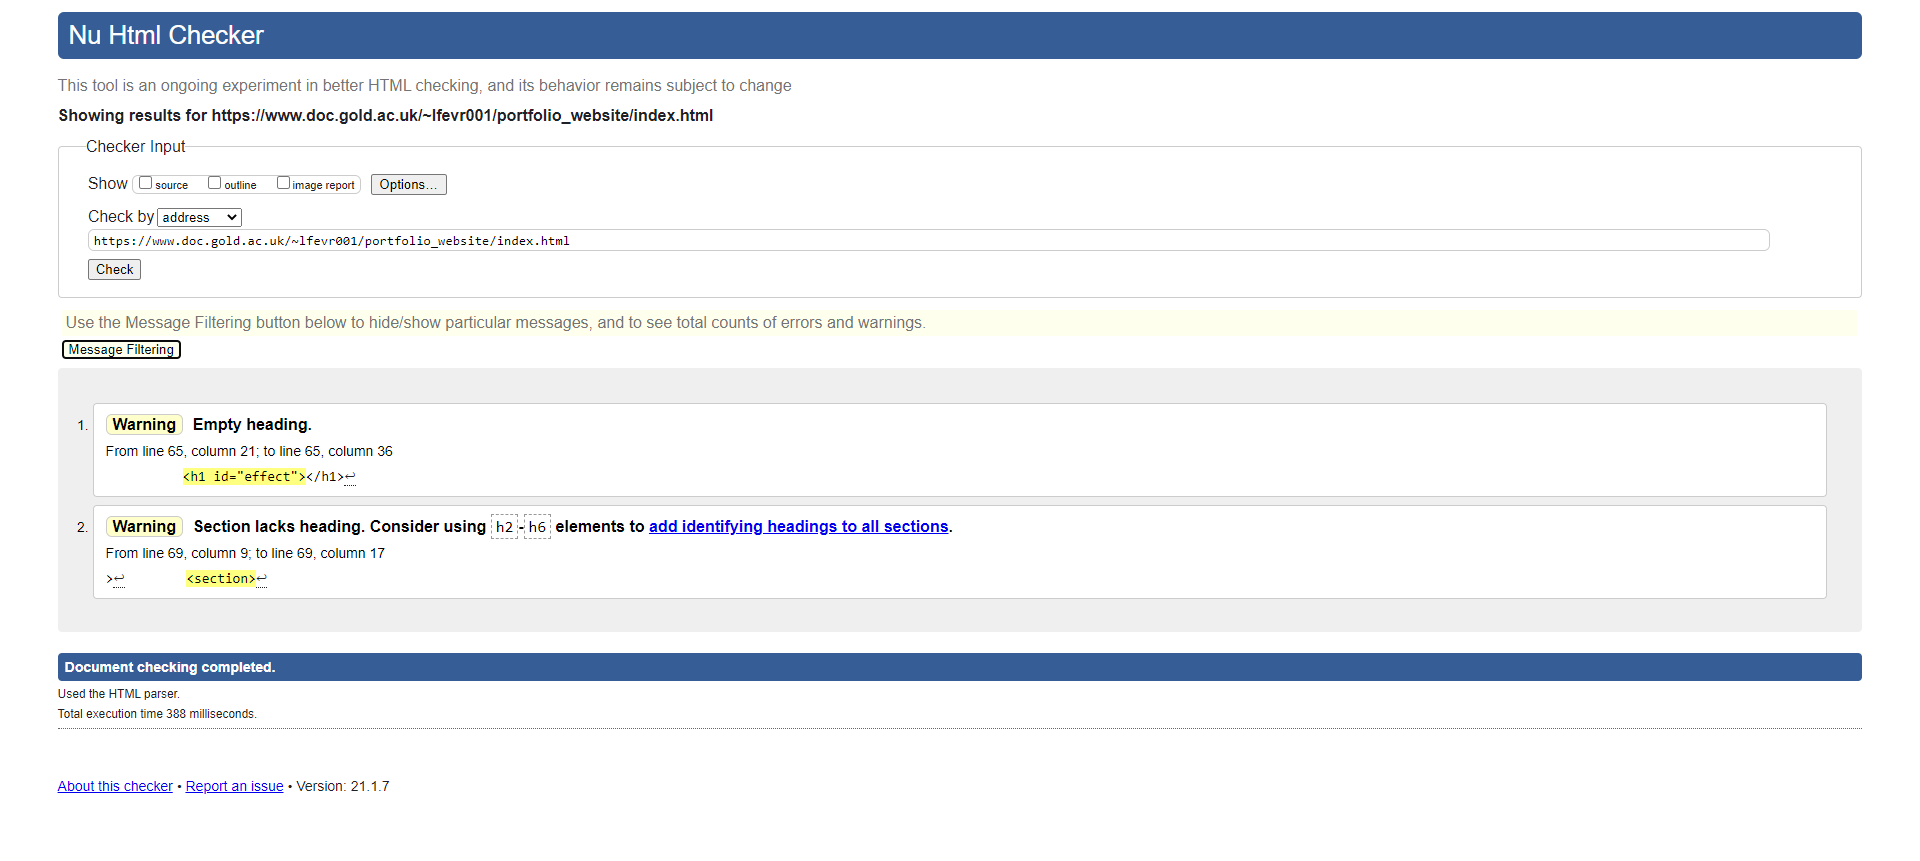 Nu Html Checker
This tool is an ongoing experiment in better HTML checking, and its behavior remains subject to change
Showing results for https://www.doc.gold.ac.uk/~lfevr001/portfolio_website/index.html
Checker Input
Show source outline image report Options...
Check by address
https://www.doc.gold.ac.uk/~lfevr001/portfolio_website/index.html
Check
Use the Message Filtering button below to hide/show particular messages, and to see total counts of errors and warnings.
Message Filtering
1. Warning Empty heading.
From line 65, column 21; to line 65, column 36
<h1 id="effect"></h1>↩
2. Warning Section lacks heading. Consider using h2-h6 elements to add identifying headings to all sections.
From line 69, column 9; to line 69, column 17
>↩ <section>↩
Document checking completed.
Used the HTML parser.
Total execution time 388 milliseconds.
About this checker • Report an issue • Version: 21.1.7